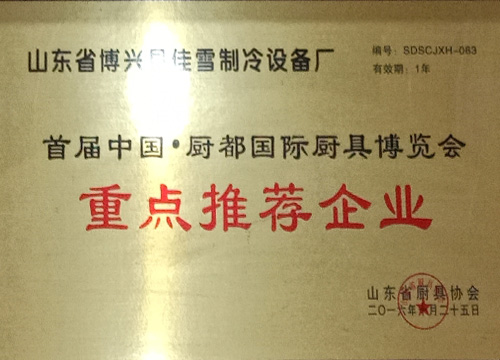 山东省博兴县佳雪制冷设备厂
编号：SDSCJXH-083
有效期：1年
首届中国·厨都国际厨具博览会
重点推荐企业
山东省厨具协会
二〇一六年 月二十五日